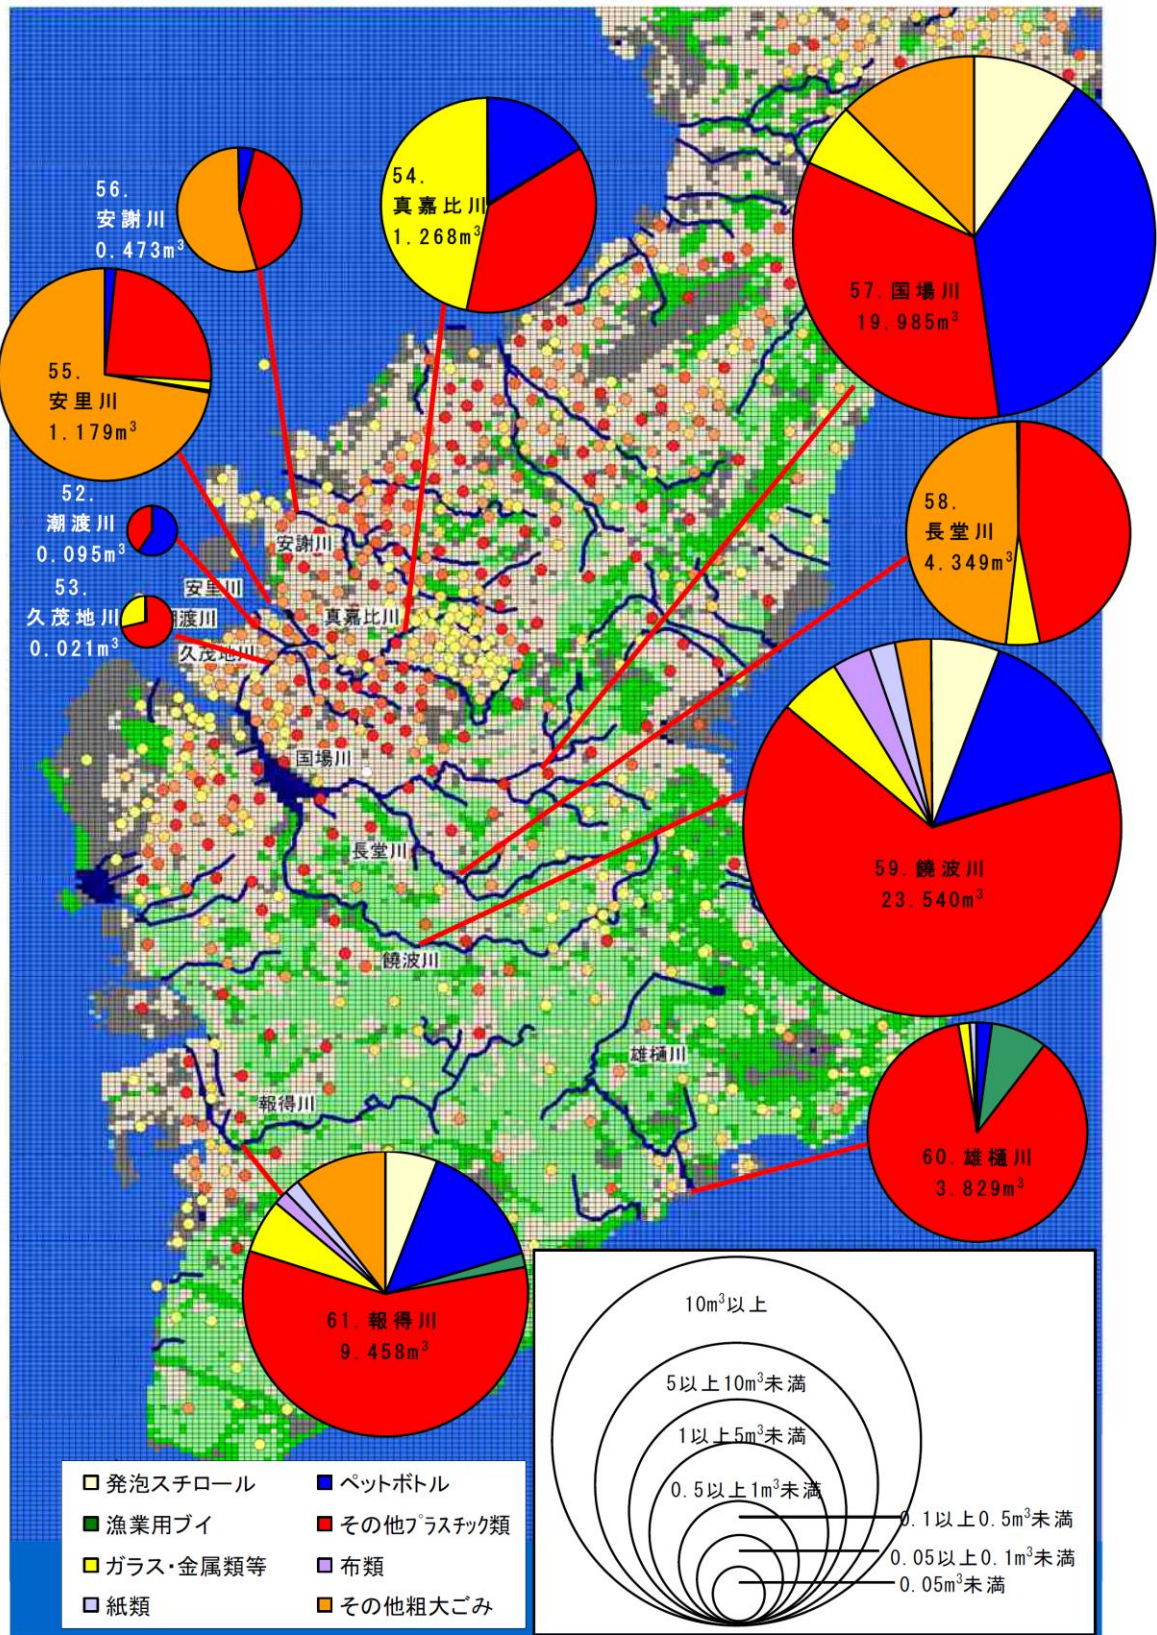 56.
安謝川
0.473m³
54.
真嘉比川
1.268m³
57. 国場川
19.985m³
55.
安里川
1.179m³
58.
長堂川
4.349m³
52.
潮渡川
0.095m³
53.
久茂地川
0.021m³
安謝川
安里川
真嘉比川
潮渡川
久茂地川
国場川
長堂川
59. 饒波川
23.540m³
饒波川
雄樋川
報得川
60. 雄樋川
3.829m³
61. 報得川
9.458m³
10m³以上
5以上10m³未満
1以上5m³未満
0.5以上1m³未満
0.1以上0.5m³未満
0.05以上0.1m³未満
0.05m³未満
発泡スチロール
ペットボトル
漁業用ブイ
その他プラスチック類
ガラス・金属類等
布類
紙類
その他粗大ごみ